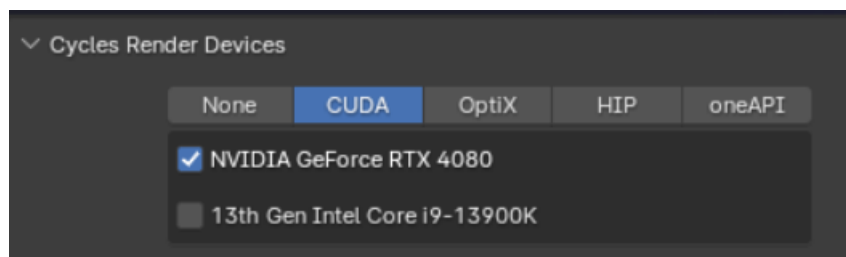 Cycles Render Devices
None CUDA OptiX HIP oneAPI
NVIDIA GeForce RTX 4080
13th Gen Intel Core i9-13900K